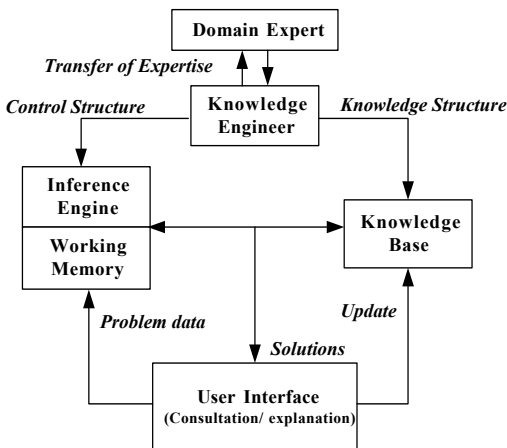 Domain Expert
Transfer of Expertise
Control Structure
Knowledge
Engineer
Knowledge Structure
Inference
Engine
Working
Memory
Knowledge
Base
Problem data
Update
Solutions
User Interface
(Consultation/ explanation)